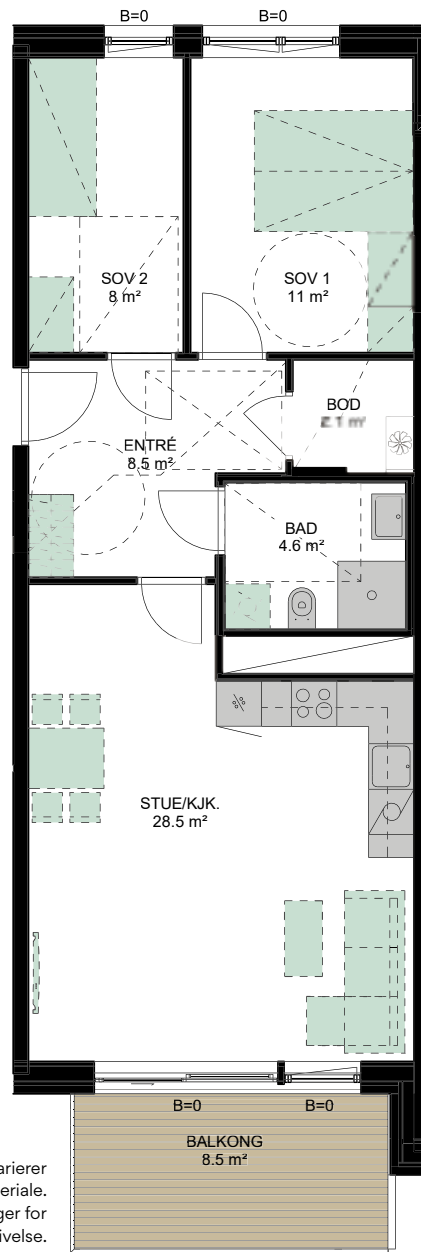 B=0
B=0
SOV 2
8 m²
SOV 1
11 m²
BOD
ENTRÉ
8.5 m²
BAD
4.6 m²
STUE/KJK.
28.5 m²
B=0
B=0
BALKONG
8.5 m²
arierer
eriale.
ger for
ivelse.